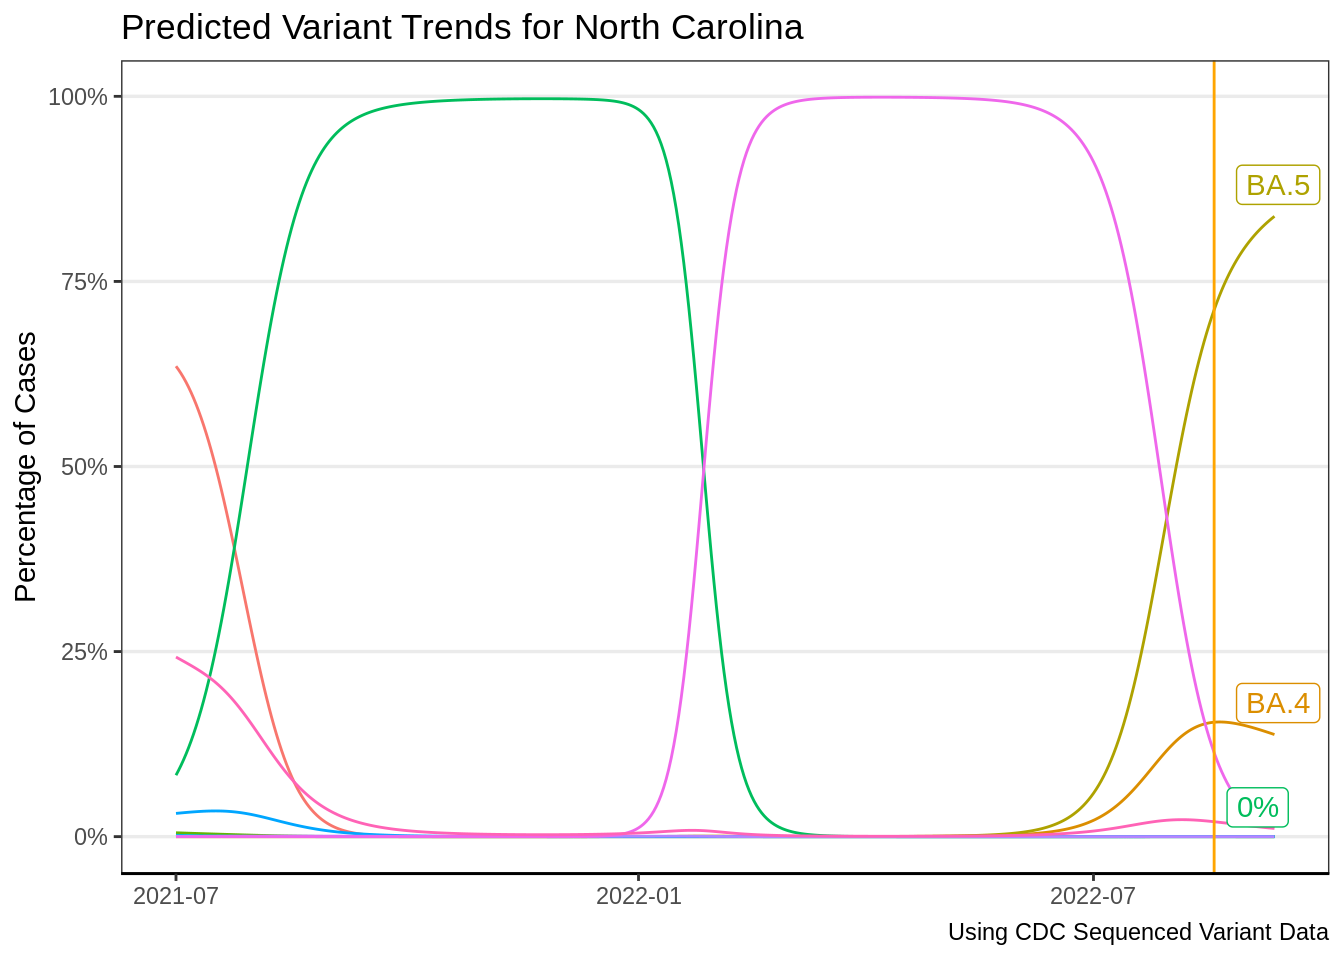 Predicted Variant Trends for North Carolina
100%
75%
50%
25%
0%
Percentage of Cases
BA.5
BA.4
0%
2021-07
2022-01
2022-07
Using CDC Sequenced Variant Data